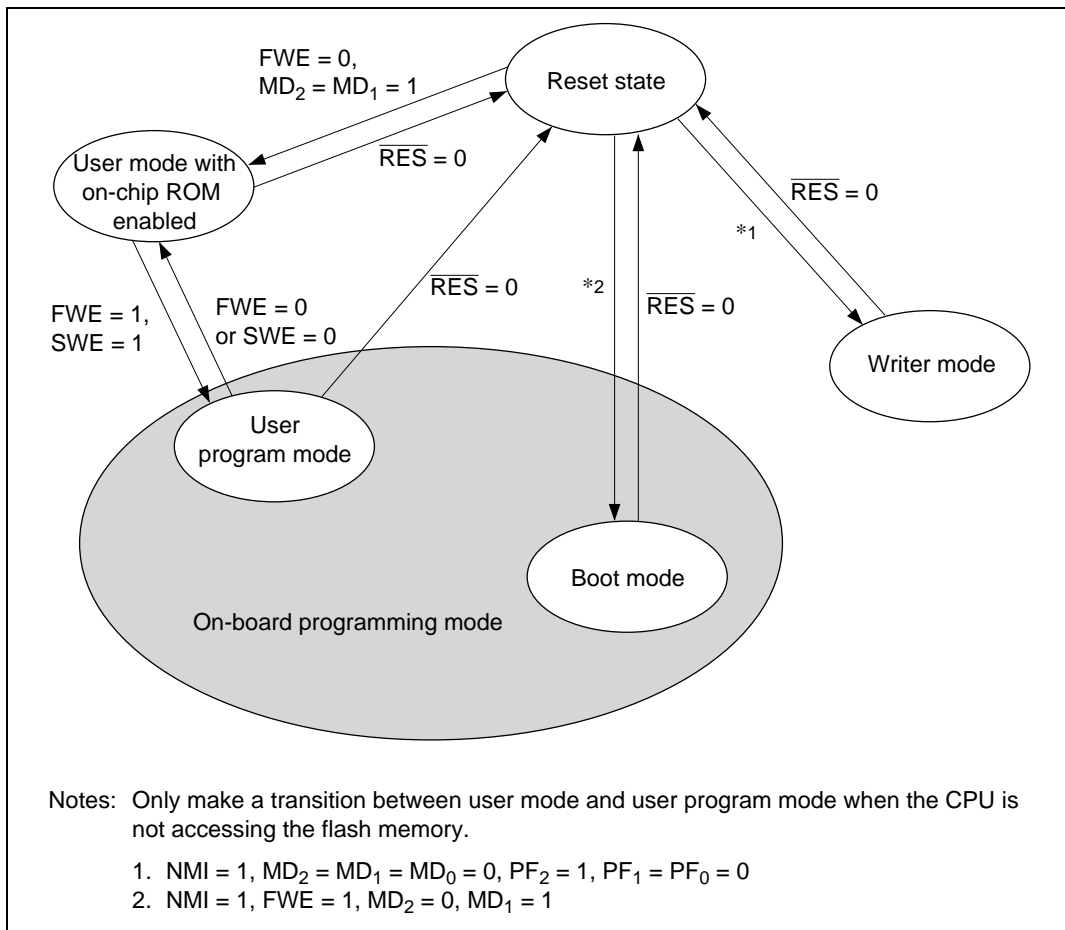 FWE = 0,
MD2 = MD1 = 1
Reset state
User mode with
on-chip ROM
enabled
R̅E̅S̅ = 0
R̅E̅S̅ = 0
*1
FWE = 1,
SWE = 1
FWE = 0
or SWE = 0
R̅E̅S̅ = 0
*2
R̅E̅S̅ = 0
Writer mode
User
program mode
Boot mode
On-board programming mode
Notes: Only make a transition between user mode and user program mode when the CPU is
not accessing the flash memory.
1. NMI = 1, MD2 = MD1 = MD0 = 0, PF2 = 1, PF1 = PF0 = 0
2. NMI = 1, FWE = 1, MD2 = 0, MD1 = 1